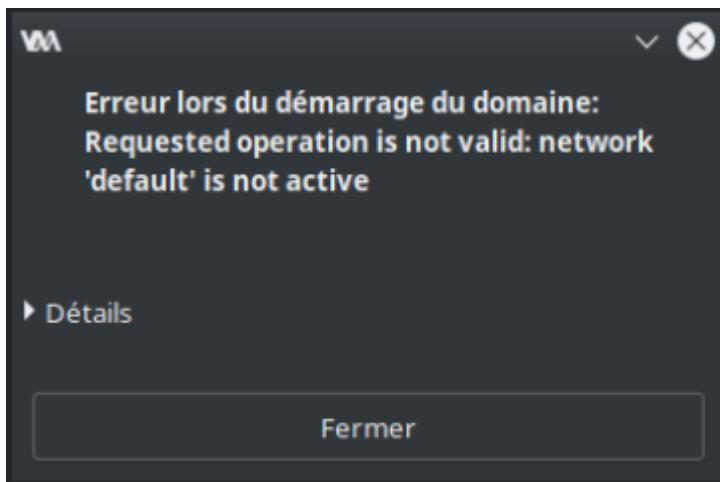 Erreur lors du démarrage du domaine:
Requested operation is not valid: network
'default' is not active
Détails
Fermer